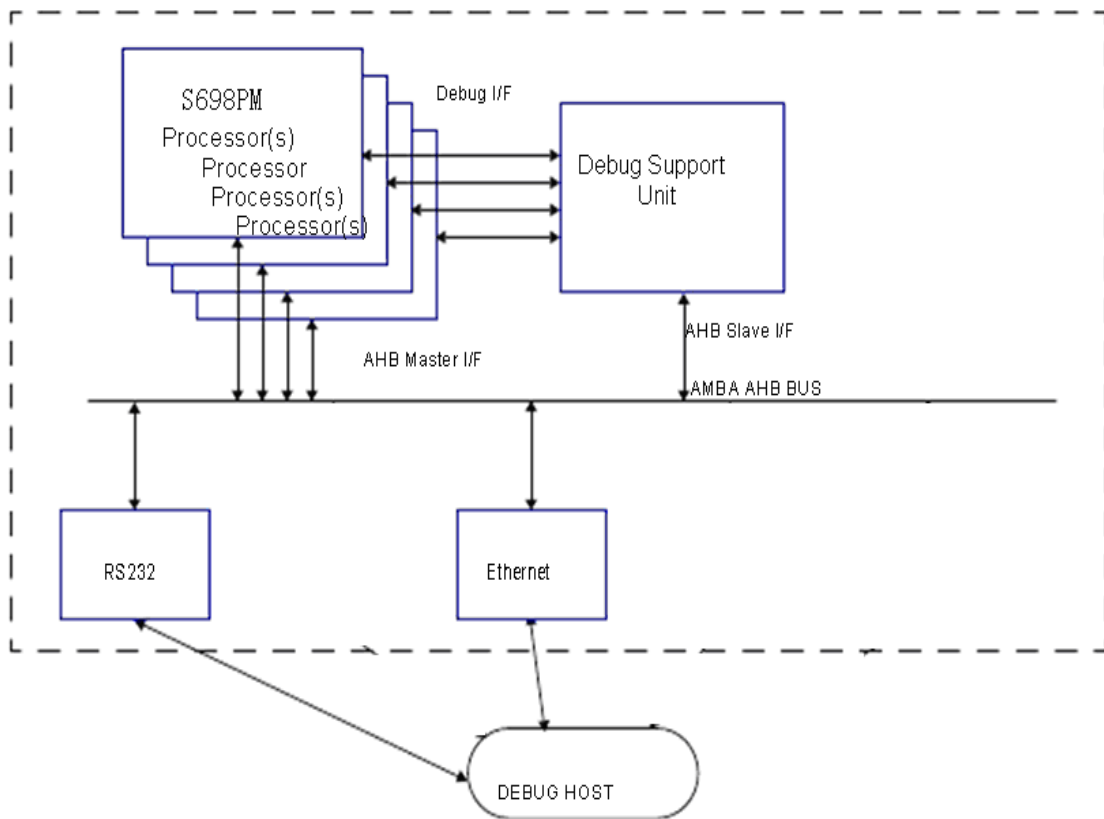 S698PM
Processor(s)
Processor
Processor(s)
Processor(s)
Debug I/F
Debug Support
Unit
AHB Slave I/F
AHB Master I/F
AMBA AHB BUS
RS232
Ethernet
DEBUG HOST